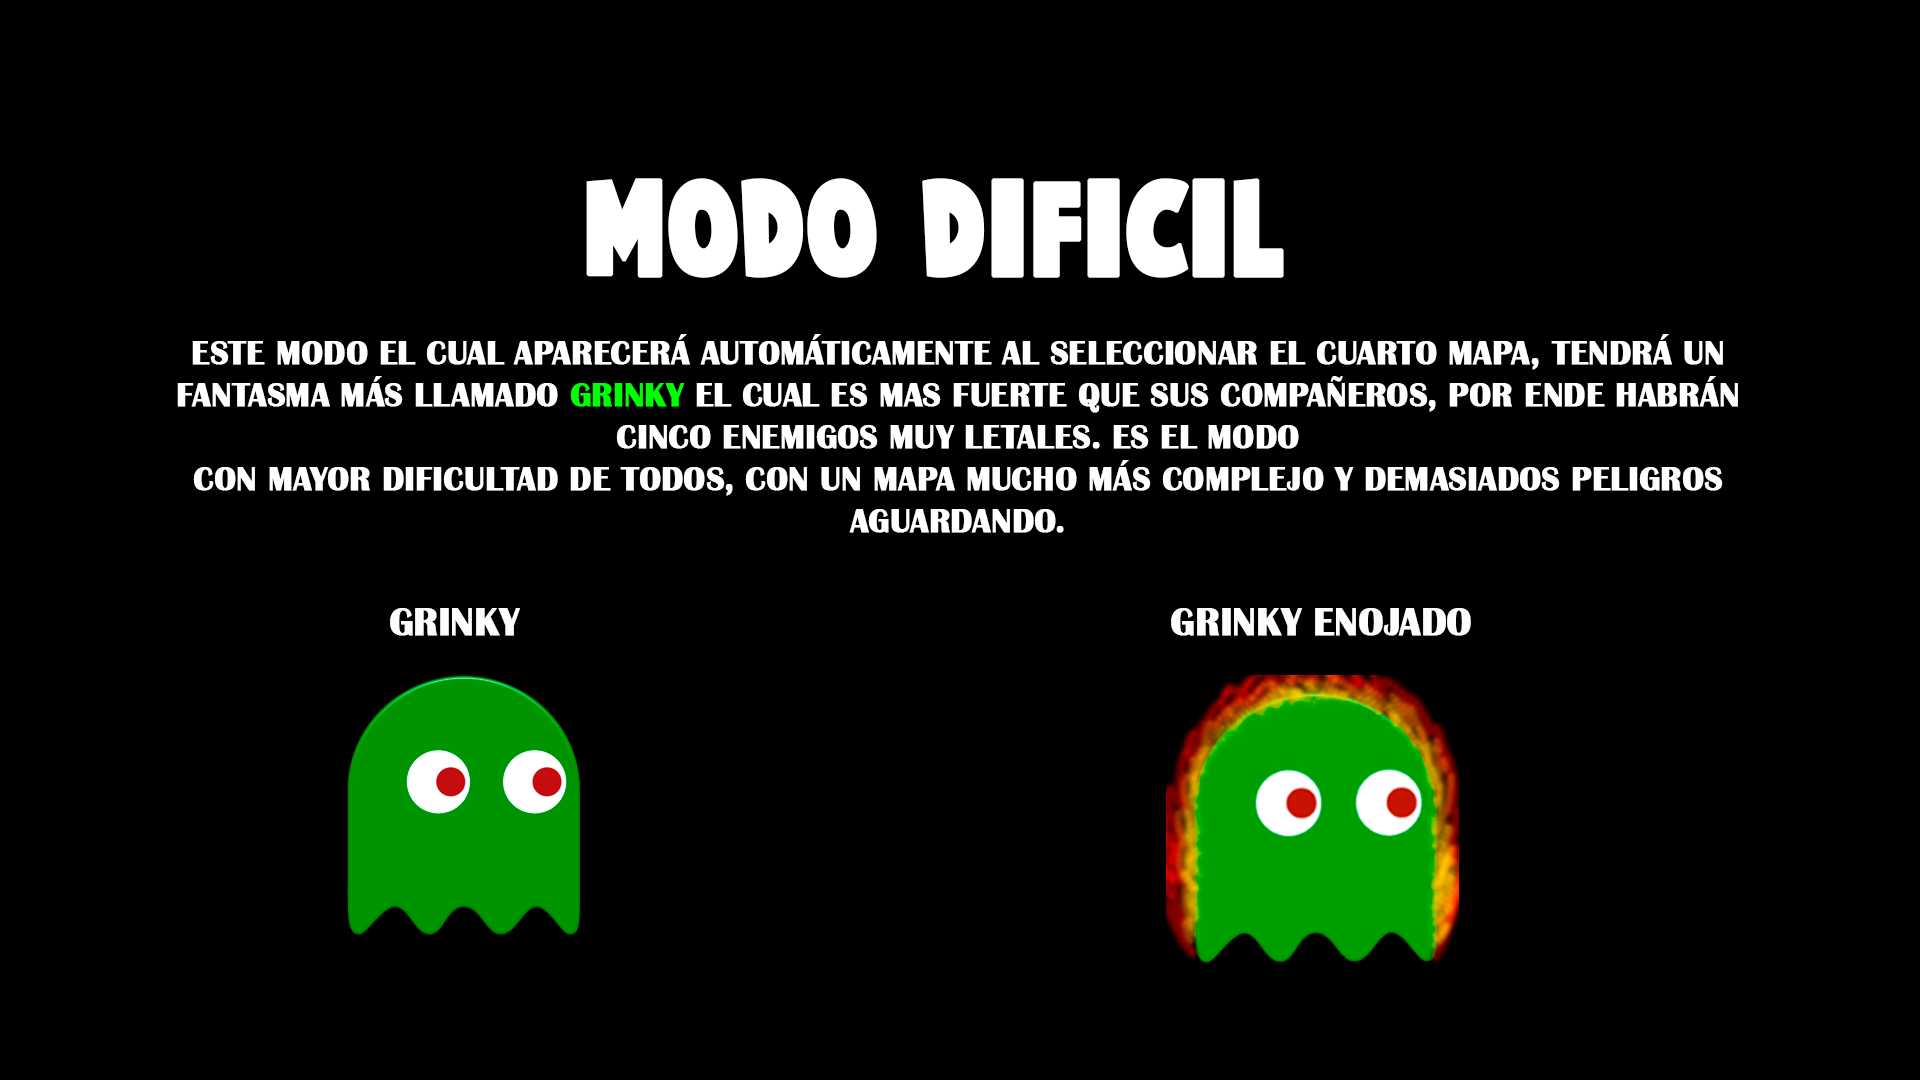 MODO DIFICIL
ESTE MODO EL CUAL APARECERÁ AUTOMÁTICAMENTE AL SELECCIONAR EL CUARTO MAPA, TENDRÁ UN
FANTASMA MÁS LLAMADO GRINKY EL CUAL ES MAS FUERTE QUE SUS COMPAÑEROS, POR ENDE HABRÁN
CINCO ENEMIGOS MUY LETALES. ES EL MODO
CON MAYOR DIFICULTAD DE TODOS, CON UN MAPA MUCHO MÁS COMPLEJO Y DEMASIADOS PELIGROS
AGUARDANDO.
GRINKY
GRINKY ENOJADO